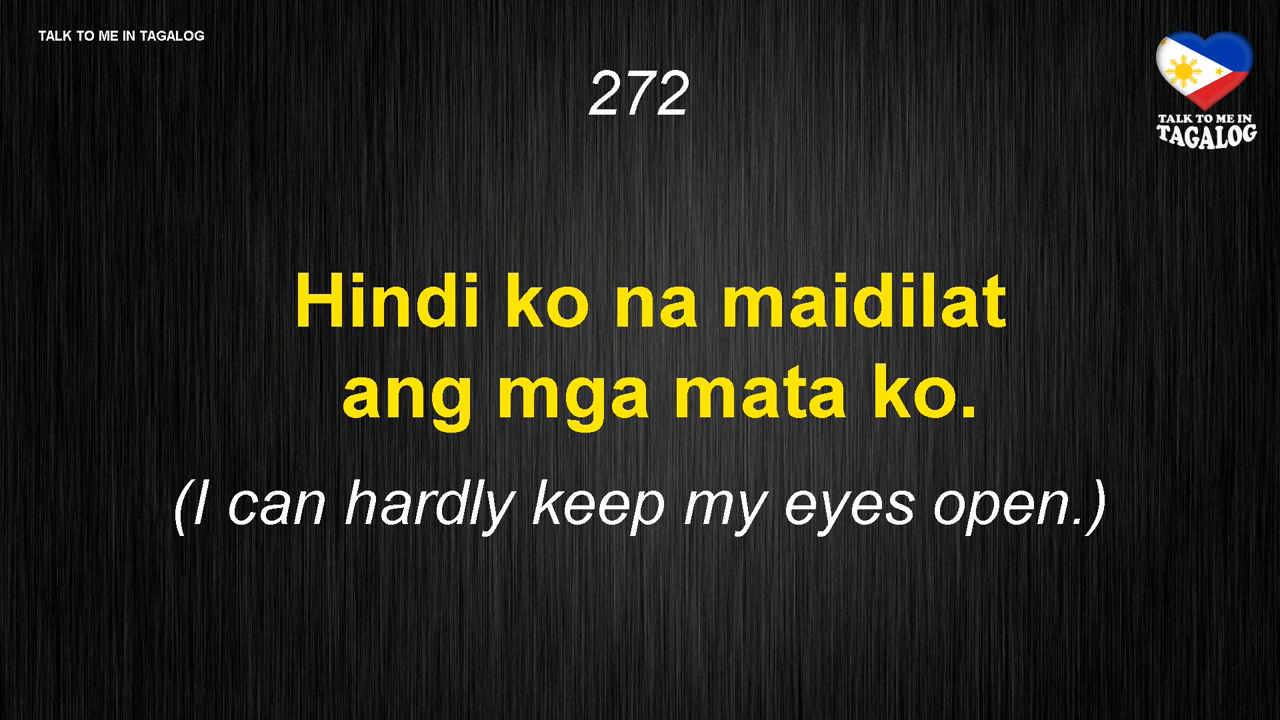 TALK TO ME IN TAGALOG
272
TALK TO ME IN
TAGALOG
Hindi ko na maidilat
ang mga mata ko.
(I can hardly keep my eyes open.)